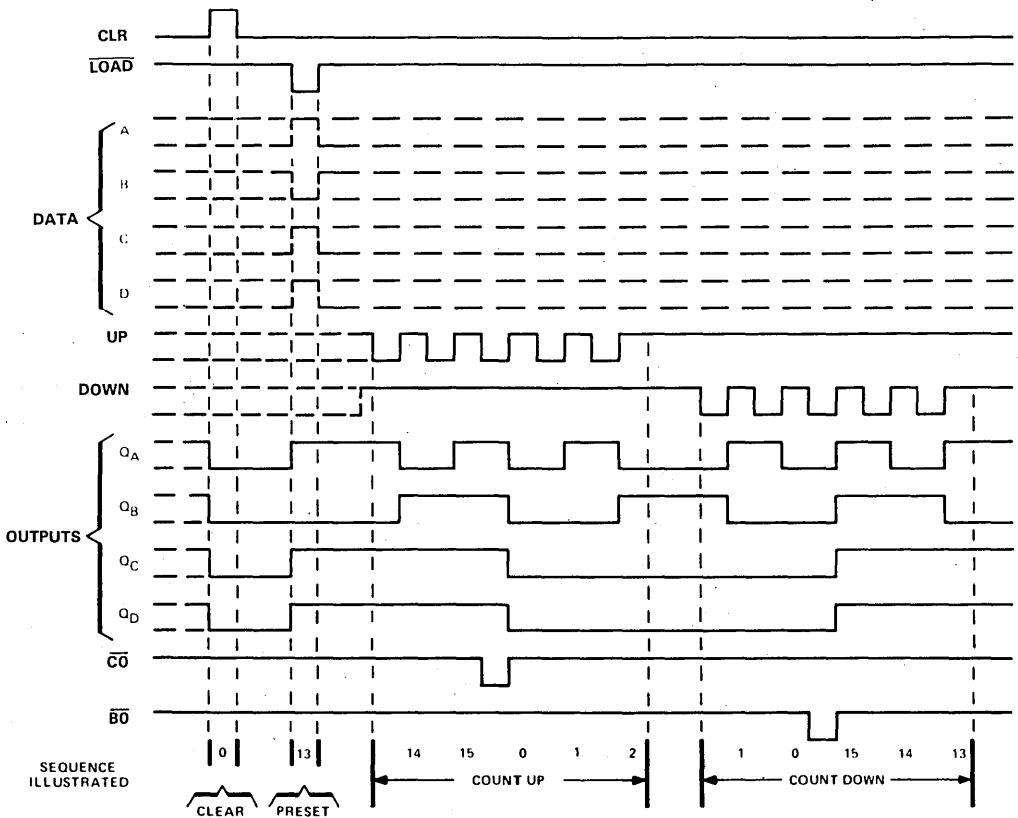 CLR
LOAD
A
B
DATA
C
D
UP
DOWN
QA
QB
OUTPUTS
QC
QD
CO
BO
SEQUENCE ILLUSTRATED
0 13 14 15 0 1 2 1 0 15 14 13
COUNT UP COUNT DOWN
CLEAR PRESET